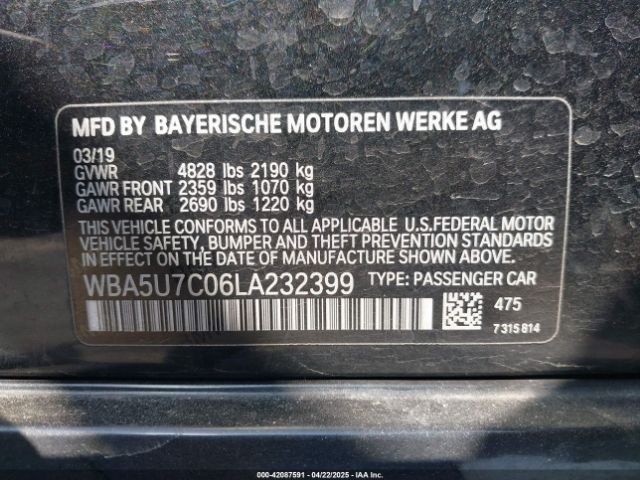 MFD BY BAYERISCHE MOTOREN WERKE AG
03/19
GVWR 4828 lbs 2190 kg
GAWR FRONT 2359 lbs 1070 kg
GAWR REAR 2690 lbs 1220 kg
THIS VEHICLE CONFORMS TO ALL APPLICABLE U.S.FEDERAL MOTOR
VEHICLE SAFETY, BUMPER AND THEFT PREVENTION STANDARDS
IN EFFECT ON THE DATE OF MANUFACTURE SHOWN ABOVE.
WBA5U7C06LA232399 TYPE: PASSENGER CAR
475
7315814
000-42087591 - 04/22/2025 - IAA Inc.